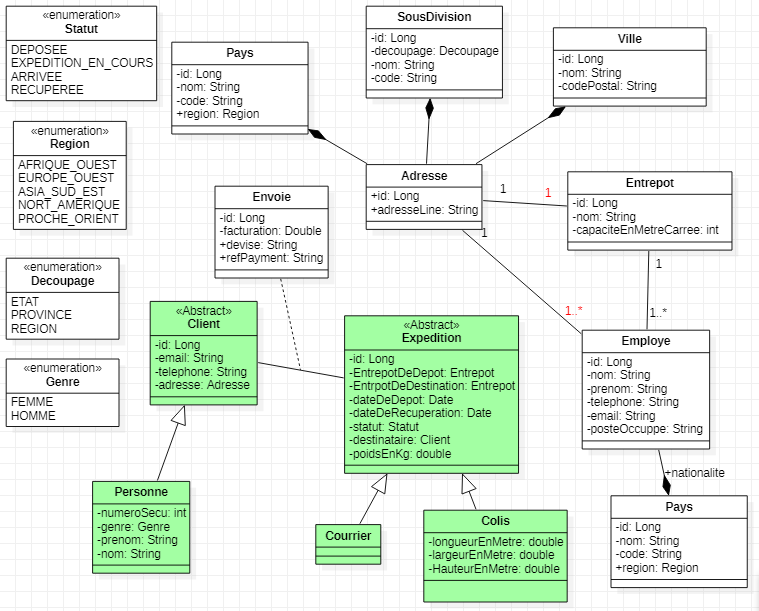 «enumeration»
Statut
DEPOSEE
EXPEDITION_EN_COURS
ARRIVEE
RECUPEREE
Pays
-id: Long
-nom: String
-code: String
+region: Region
SousDivision
-id: Long
-decoupage: Decoupage
-nom: String
-code: String
Ville
-id: Long
-nom: String
-codePostal: String
«enumeration»
Region
AFRIQUE_OUEST
EUROPE_OUEST
ASIA_SUD_EST
NORT_AMERIQUE
PROCHE_ORIENT
Envoie
-id: Long
-facturation: Double
+devise: String
+refPayment: String
Adresse
+id: Long
+adresseLine: String
1
1
Entrepot
-id: Long
-nom: String
-capaciteEnMetreCarree: int
1
1..*
1
1..*
«enumeration»
Decoupage
ETAT
PROVINCE
REGION
«enumeration»
Genre
FEMME
HOMME
«Abstract»
Client
-id: Long
-email: String
-telephone: String
-adresse: Adresse
«Abstract»
Expedition
-id: Long
-EntrepotDeDepot: Entrepot
-EntrpotDeDestination: Entrepot
-dateDeDepot: Date
-dateDeRecuperation: Date
-statut: Statut
-destinataire: Client
-poidsEnKg: double
Employe
-id: Long
-nom: String
-prenom: String
-telephone: String
-email: String
-posteOccuppe: String
+nationalite
Personne
-numeroSecu: int
-genre: Genre
-prenom: String
-nom: String
Courrier
Colis
-longueurEnMetre: double
-largeurEnMetre: double
-HauteurEnMetre: double
Pays
-id: Long
-nom: String
-code: String
+region: Region